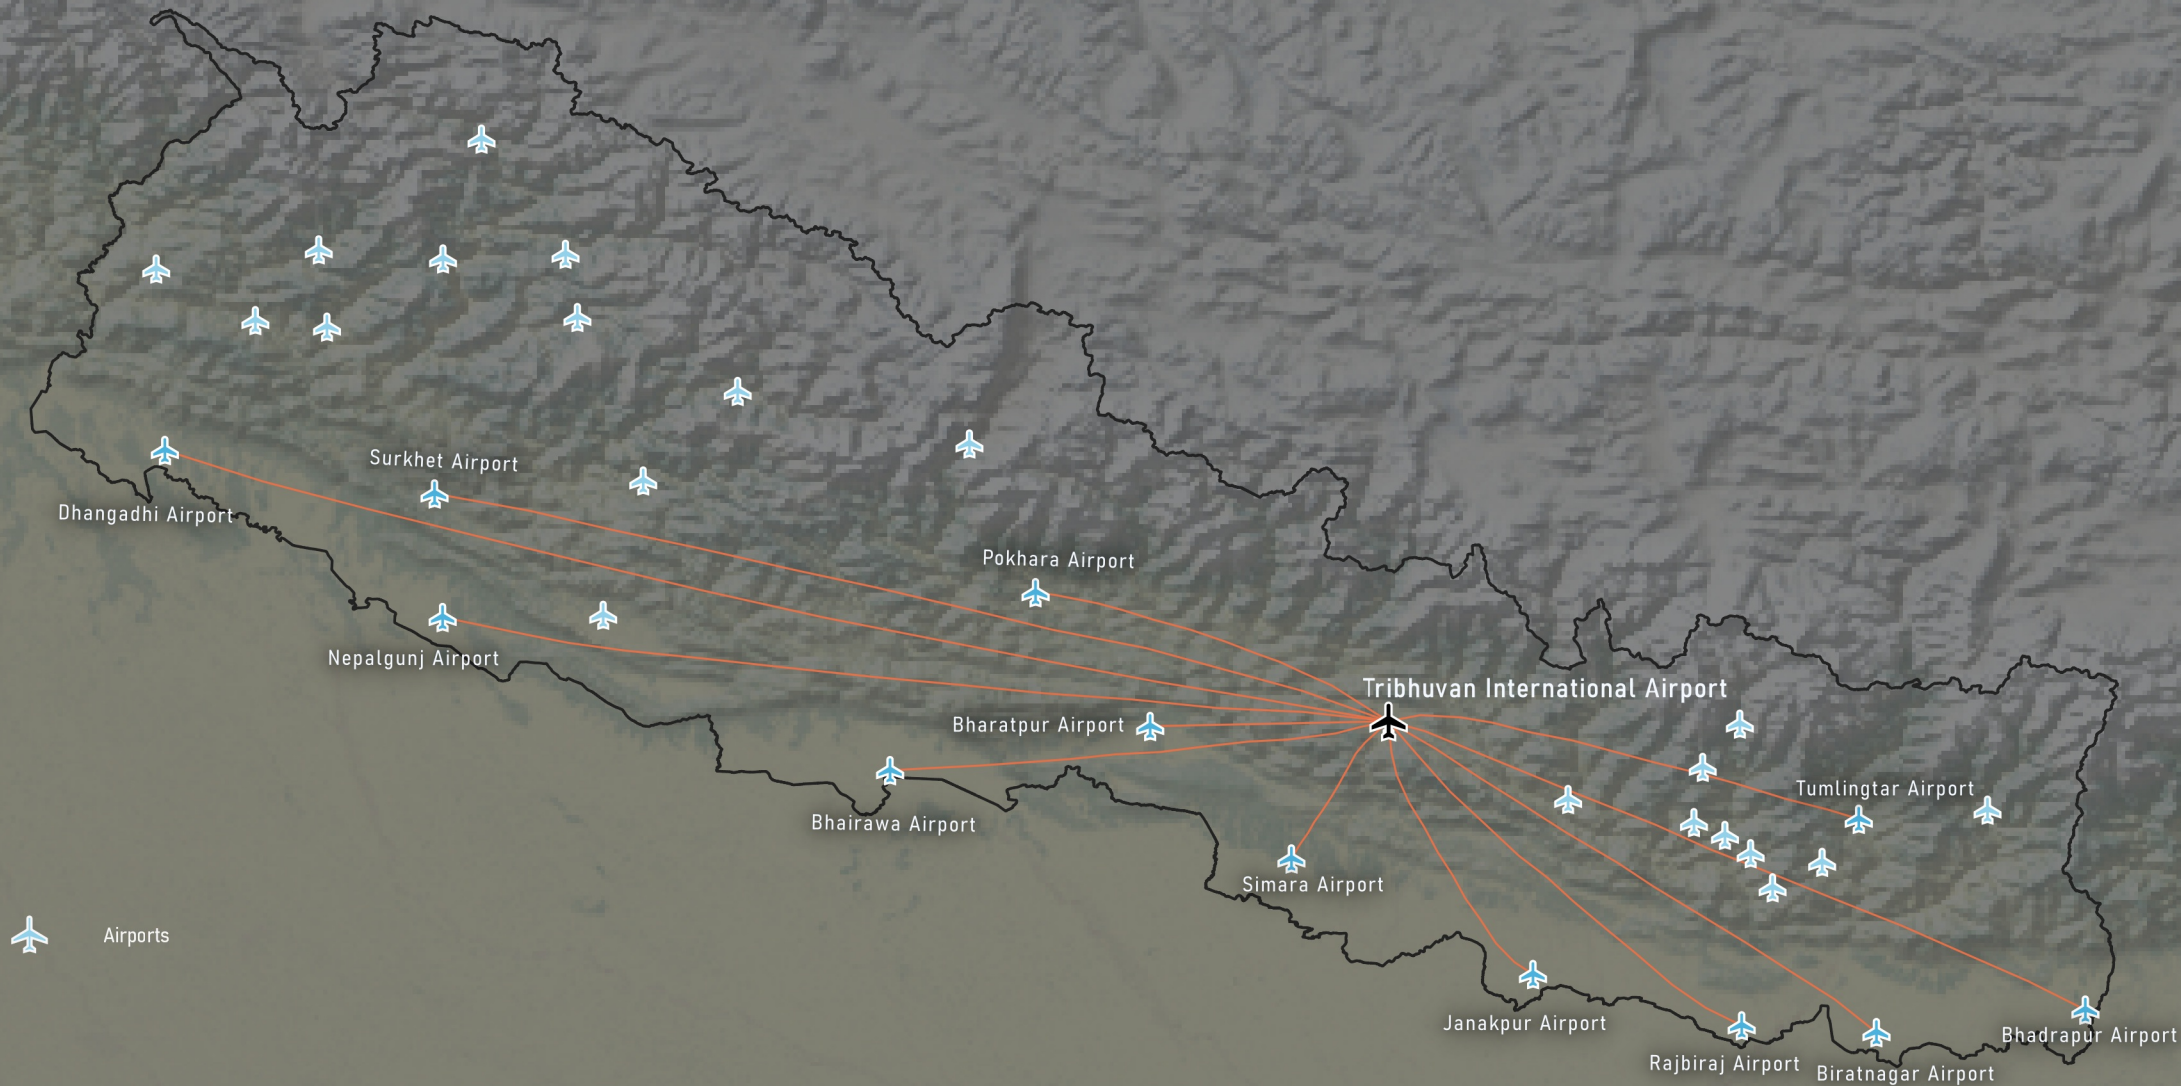 Surkhet Airport
Dhangadhi Airport
Pokhara Airport
Nepalgunj Airport
Tribhuvan International Airport
Bharatpur Airport
Tumlingtar Airport
Bhairawa Airport
Simara Airport
Airports
Janakpur Airport
Bhadrapur Airport
Rajbiraj Airport
Biratnagar Airport